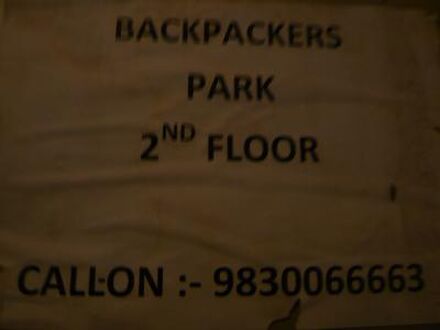 BACKPACKERS
PARK
2ND FLOOR
CALL-ON :- 9830066663